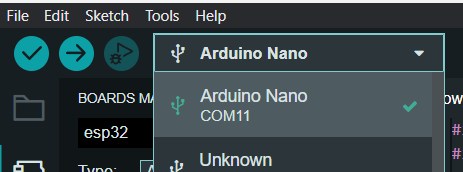 File Edit Sketch Tools Help
Arduino Nano
BOARDS MA
Arduino Nano
COM11
esp32
Type:
Unknown